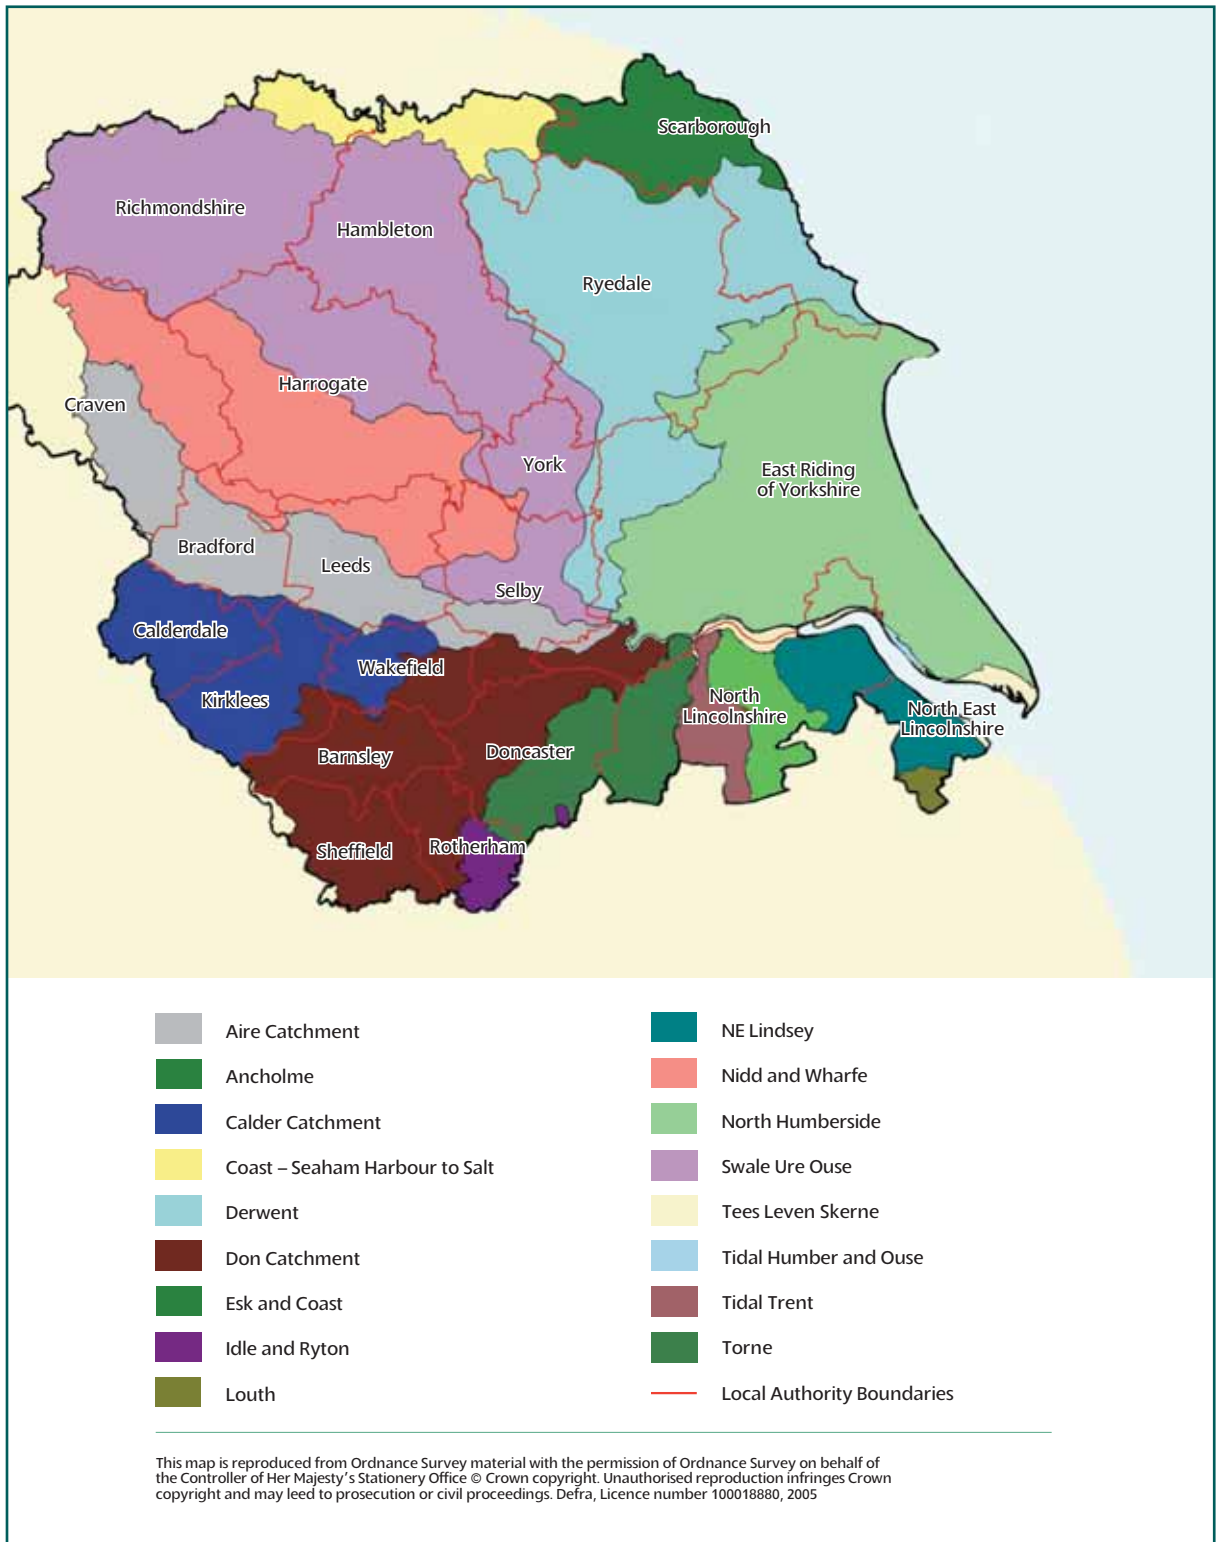 Scarborough
Richmondshire
Hambleton
Ryedale
Harrogate
Craven
York
East Riding
of Yorkshire
Bradford
Leeds
Selby
Calderdale
Wakefield
Kirklees
North
Lincolnshire
North East
Lincolnshire
Barnsley
Doncaster
Sheffield
Rotherham
Aire Catchment
Ancholme
Calder Catchment
Coast – Seaham Harbour to Salt
Derwent
Don Catchment
Esk and Coast
Idle and Ryton
Louth
NE Lindsey
Nidd and Wharfe
North Humberside
Swale Ure Ouse
Tees Leven Skerne
Tidal Humber and Ouse
Tidal Trent
Torne
Local Authority Boundaries
This map is reproduced from Ordnance Survey material with the permission of Ordnance Survey on behalf of
the Controller of Her Majesty's Stationery Office © Crown copyright. Unauthorised reproduction infringes Crown
copyright and may leed to prosecution or civil proceedings. Defra, Licence number 100018880, 2005